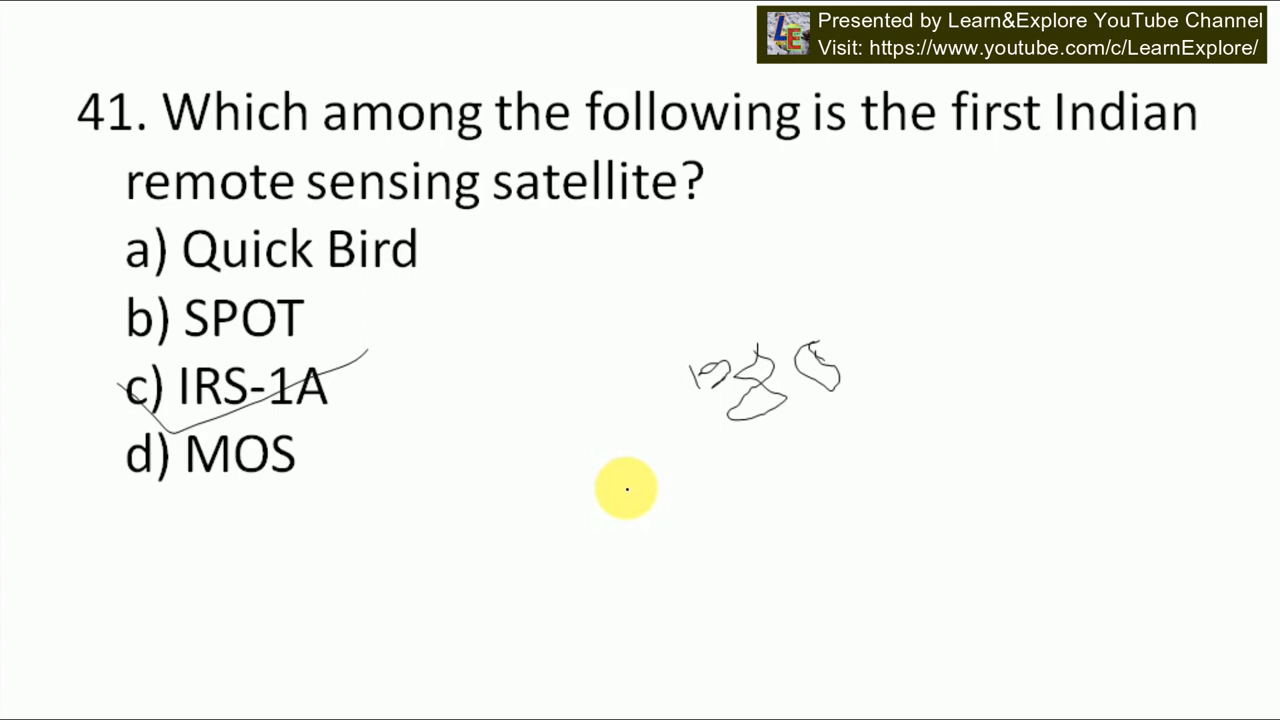 Presented by Learn&Explore YouTube Channel
Visit: https://www.youtube.com/c/LearnExplore/
41. Which among the following is the first Indian
remote sensing satellite?
a) Quick Bird
b) SPOT
c) IRS-1A
d) MOS